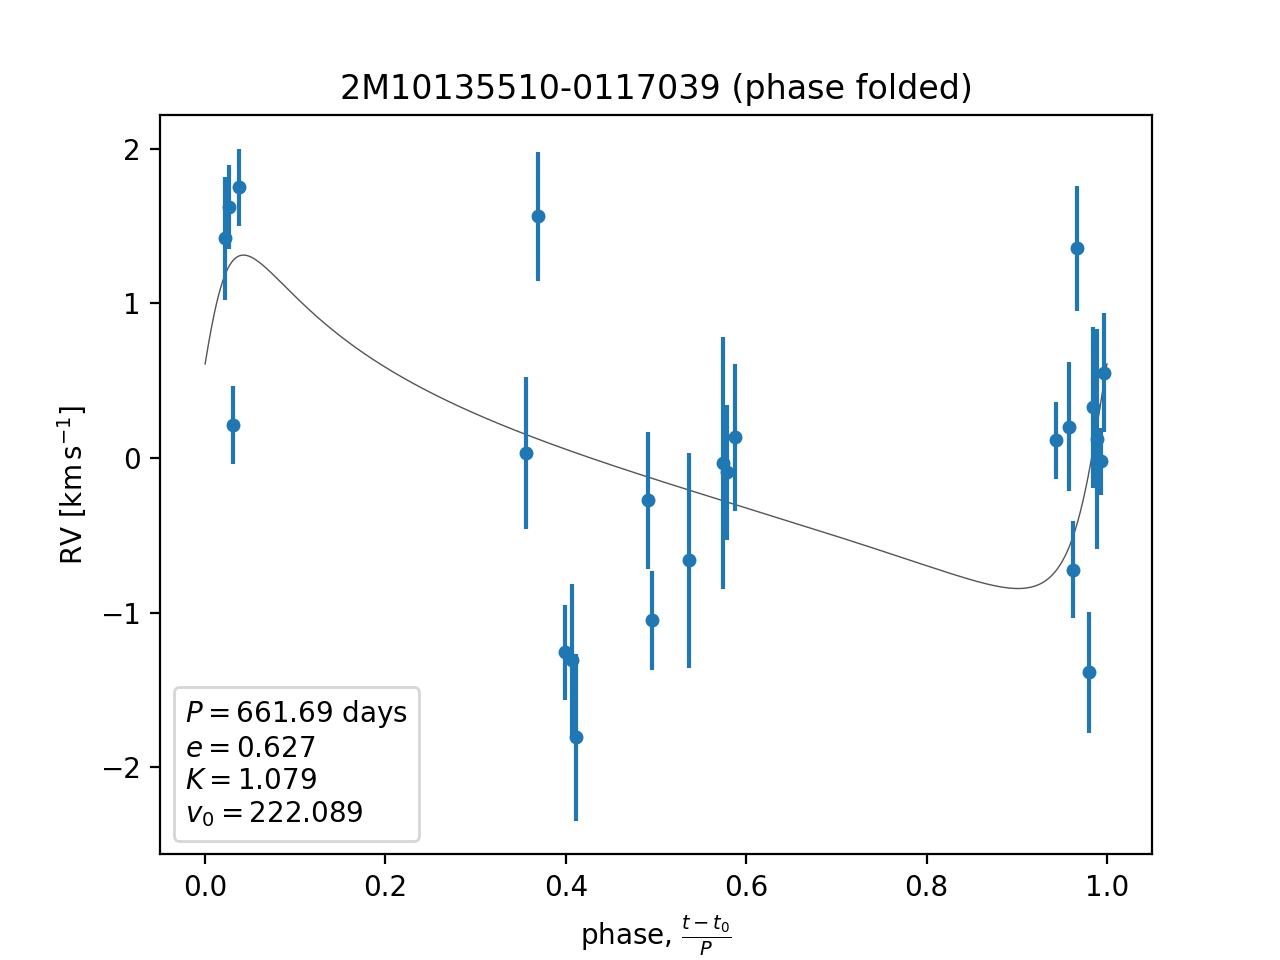 2M10135510-0117039 (phase folded)
2
1
0
−1
−2
RV [km s⁻¹]
P = 661.69 days
e = 0.627
K = 1.079
v₀ = 222.089
0.0 0.2 0.4 0.6 0.8 1.0
phase, (t − t₀)/P